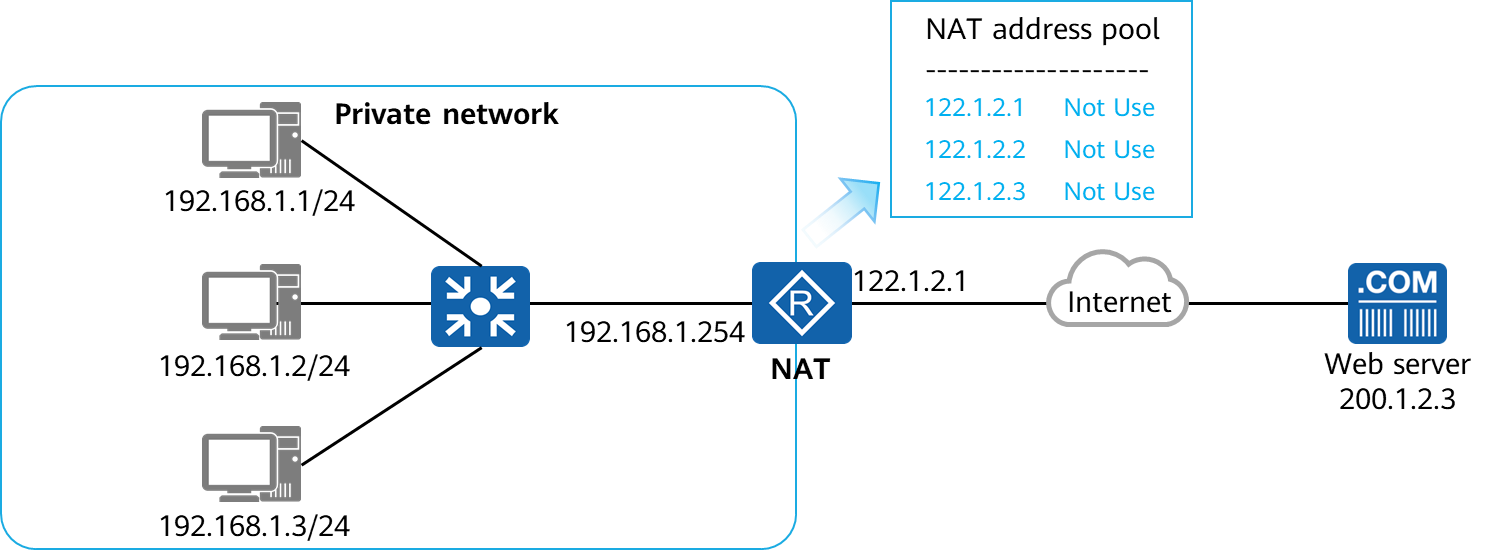 NAT address pool
--------------------
122.1.2.1 Not Use
122.1.2.2 Not Use
122.1.2.3 Not Use
Private network
192.168.1.1/24
192.168.1.2/24
192.168.1.3/24
192.168.1.254
R
NAT
122.1.2.1
Internet
.COM
Web server
200.1.2.3